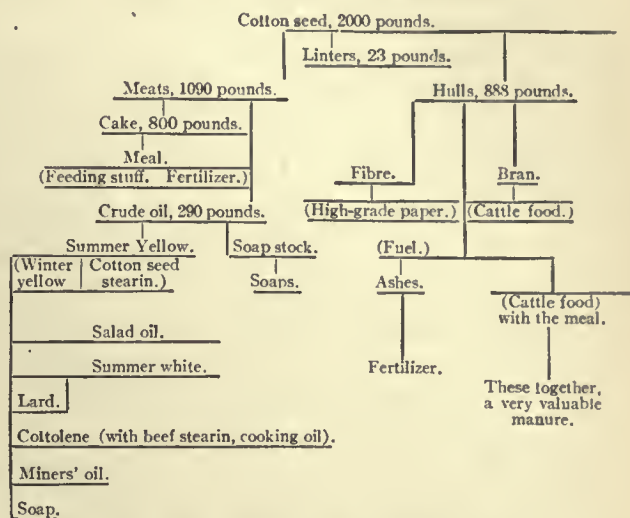 Cotton seed, 2000 pounds.
Linters, 23 pounds.
Meats, 1090 pounds.
Hulls, 888 pounds.
Cake, 800 pounds.
Meal.
(Feeding stuff. Fertilizer.)
Fibre.
Bran.
(High-grade paper.)
(Cattle food.)
Crude oil, 290 pounds.
Summer Yellow.
Soap stock.
(Fuel.)
(Winter yellow
Cotton seed stearin.)
Soaps.
Ashes.
(Cattle food)
with the meal.
Salad oil.
Summer white.
Fertilizer.
Lard.
These together,
a very valuable
manure.
Coltolene (with beef stearin, cooking oil).
Miners' oil.
Soap.